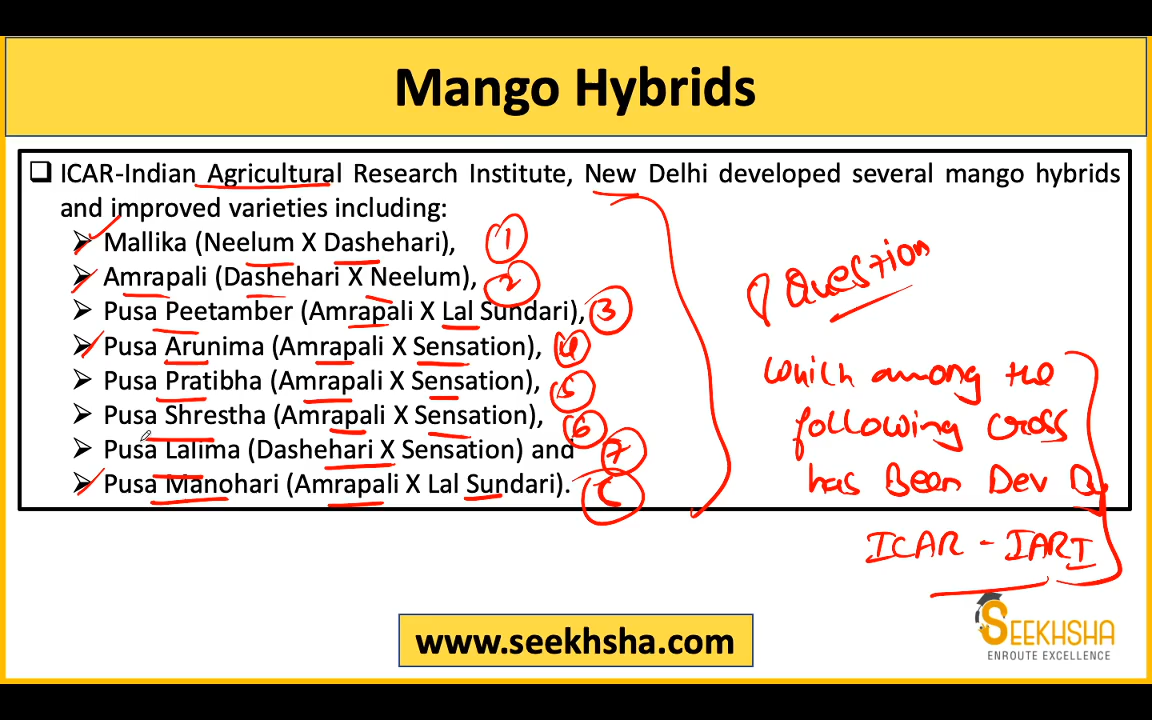 Mango Hybrids
ICAR-Indian Agricultural Research Institute, New Delhi developed several mango hybrids
and improved varieties including:
Mallika (Neelum X Dashehari), 1
Amrapali (Dashehari X Neelum), 2
Pusa Peetamber (Amrapali X Lal Sundari), 3
Pusa Arunima (Amrapali X Sensation), 4
Pusa Pratibha (Amrapali X Sensation), 5
Pusa Shrestha (Amrapali X Sensation), 6
Pusa Lalima (Dashehari X Sensation) and 7
Pusa Manohari (Amrapali X Lal Sundari).
Question
which among the
following cross
has Been Dev By
ICAR - IARI
www.seekhsha.com
SEEKHSHA
ENROUTE EXCELLENCE